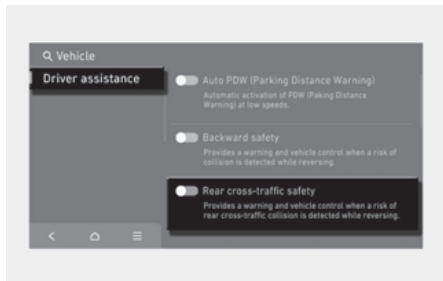 Vehicle
Driver assistance
Auto PDW (Parking Distance Warning)
Automatic activation of PDW (Paking Distance
Warning) at low speeds.
Backward safety
Provides a warning and vehicle control when a risk of
collision is detected while reversing.
Rear cross-traffic safety
Provides a warning and vehicle control when a risk of
rear cross-traffic collision is detected while reversing.